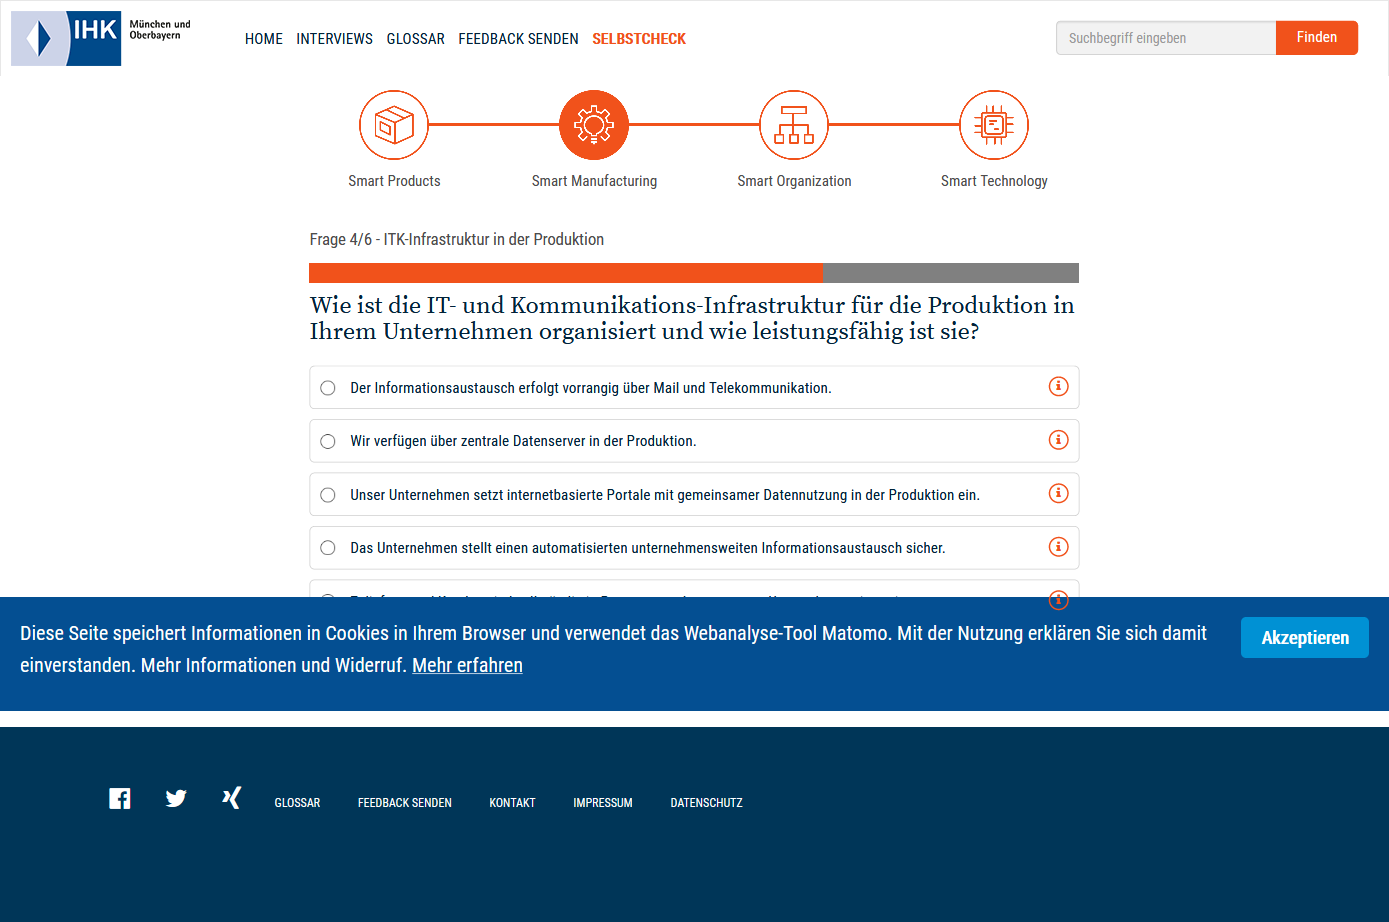 IHK
München und
Oberbayern
HOME INTERVIEWS GLOSSAR FEEDBACK SENDEN SELBSTCHECK
Suchbegriff eingeben
Finden
Smart Products
Smart Manufacturing
Smart Organization
Smart Technology
Frage 4/6 - ITK-Infrastruktur in der Produktion
Wie ist die IT- und Kommunikations-Infrastruktur für die Produktion in
Ihrem Unternehmen organisiert und wie leistungsfähig ist sie?
Der Informationsaustausch erfolgt vorrangig über Mail und Telekommunikation.
Wir verfügen über zentrale Datenserver in der Produktion.
Unser Unternehmen setzt internetbasierte Portale mit gemeinsamer Datennutzung in der Produktion ein.
Das Unternehmen stellt einen automatisierten unternehmensweiten Informationsaustausch sicher.
Diese Seite speichert Informationen in Cookies in Ihrem Browser und verwendet das Webanalyse-Tool Matomo. Mit der Nutzung erklären Sie sich damit
einverstanden. Mehr Informationen und Widerruf. Mehr erfahren
Akzeptieren
GLOSSAR FEEDBACK SENDEN KONTAKT IMPRESSUM DATENSCHUTZ